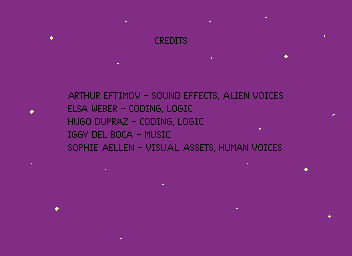 CREDITS
ARTHUR EFTIMOV - SOUND EFFECTS, ALIEN VOICES
ELSA WEBER - CODING, LOGIC
HUGO DUPRAZ - CODING, LOGIC
IGGY DEL BOCA - MUSIC
SOPHIE AELLEN - VISUAL ASSETS, HUMAN VOICES